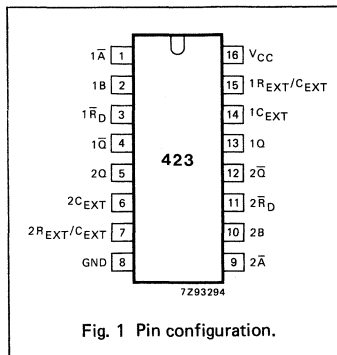 1A̅ 1 16 VCC
1B 2 15 1REXT/CEXT
1R̅D 3 14 1CEXT
1Q̅ 4 13 1Q
423
2Q 5 12 2Q̅
2CEXT 6 11 2R̅D
2REXT/CEXT 7 10 2B
GND 8 9 2A̅
7Z93294
Fig. 1 Pin configuration.